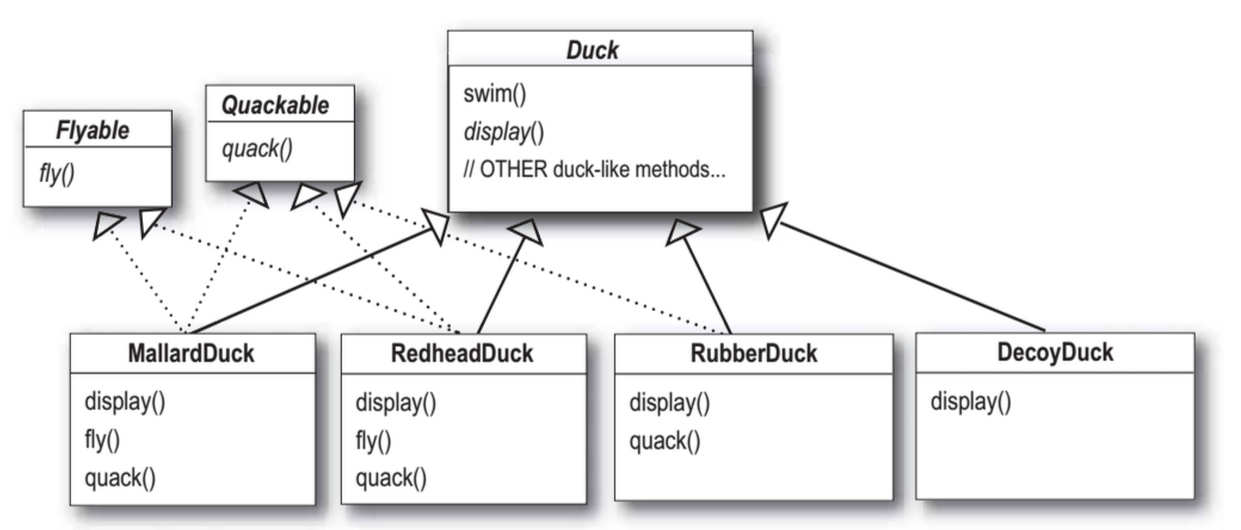 Duck
swim()
display()
// OTHER duck-like methods...
Quackable
quack()
Flyable
fly()
MallardDuck
display()
fly()
quack()
RedheadDuck
display()
fly()
quack()
RubberDuck
display()
quack()
DecoyDuck
display()